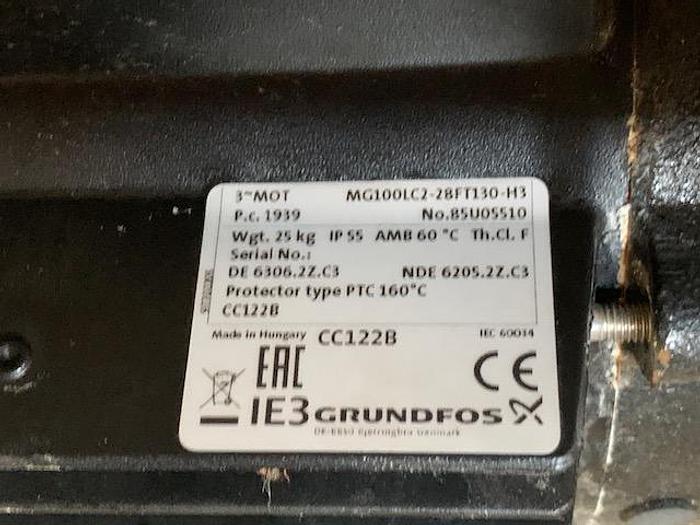 3~MOT MG100LC2-28FT130-H3
P.c. 1939 No.85U05510
Wgt. 25 kg IP 55 AMB 60 °C Th.Cl. F
Serial No.:
DE 6306.2Z.C3 NDE 6205.2Z.C3
Protector type PTC 160°C
CC122B
Made in Hungary CC122B IEC 60034
EAC CE
IE3 GRUNDFOS